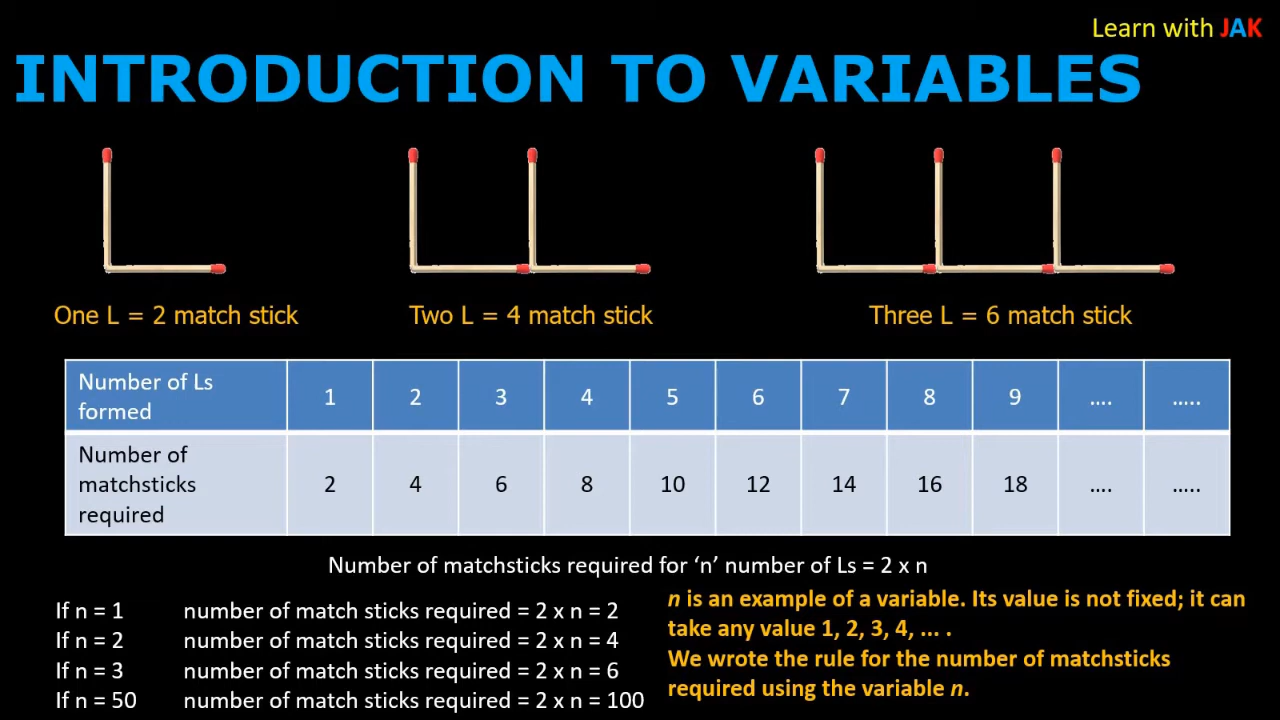 Learn with JAK
INTRODUCTION TO VARIABLES
One L = 2 match stick
Two L = 4 match stick
Three L = 6 match stick
Number of Ls
formed
1 2 3 4 5 6 7 8 9 .... .....
Number of
matchsticks
required
2 4 6 8 10 12 14 16 18 .... .....
Number of matchsticks required for ‘n’ number of Ls = 2 x n
If n = 1 number of match sticks required = 2 x n = 2
If n = 2 number of match sticks required = 2 x n = 4
If n = 3 number of match sticks required = 2 x n = 6
If n = 50 number of match sticks required = 2 x n = 100
n is an example of a variable. Its value is not fixed; it can
take any value 1, 2, 3, 4, ... .
We wrote the rule for the number of matchsticks
required using the variable n.